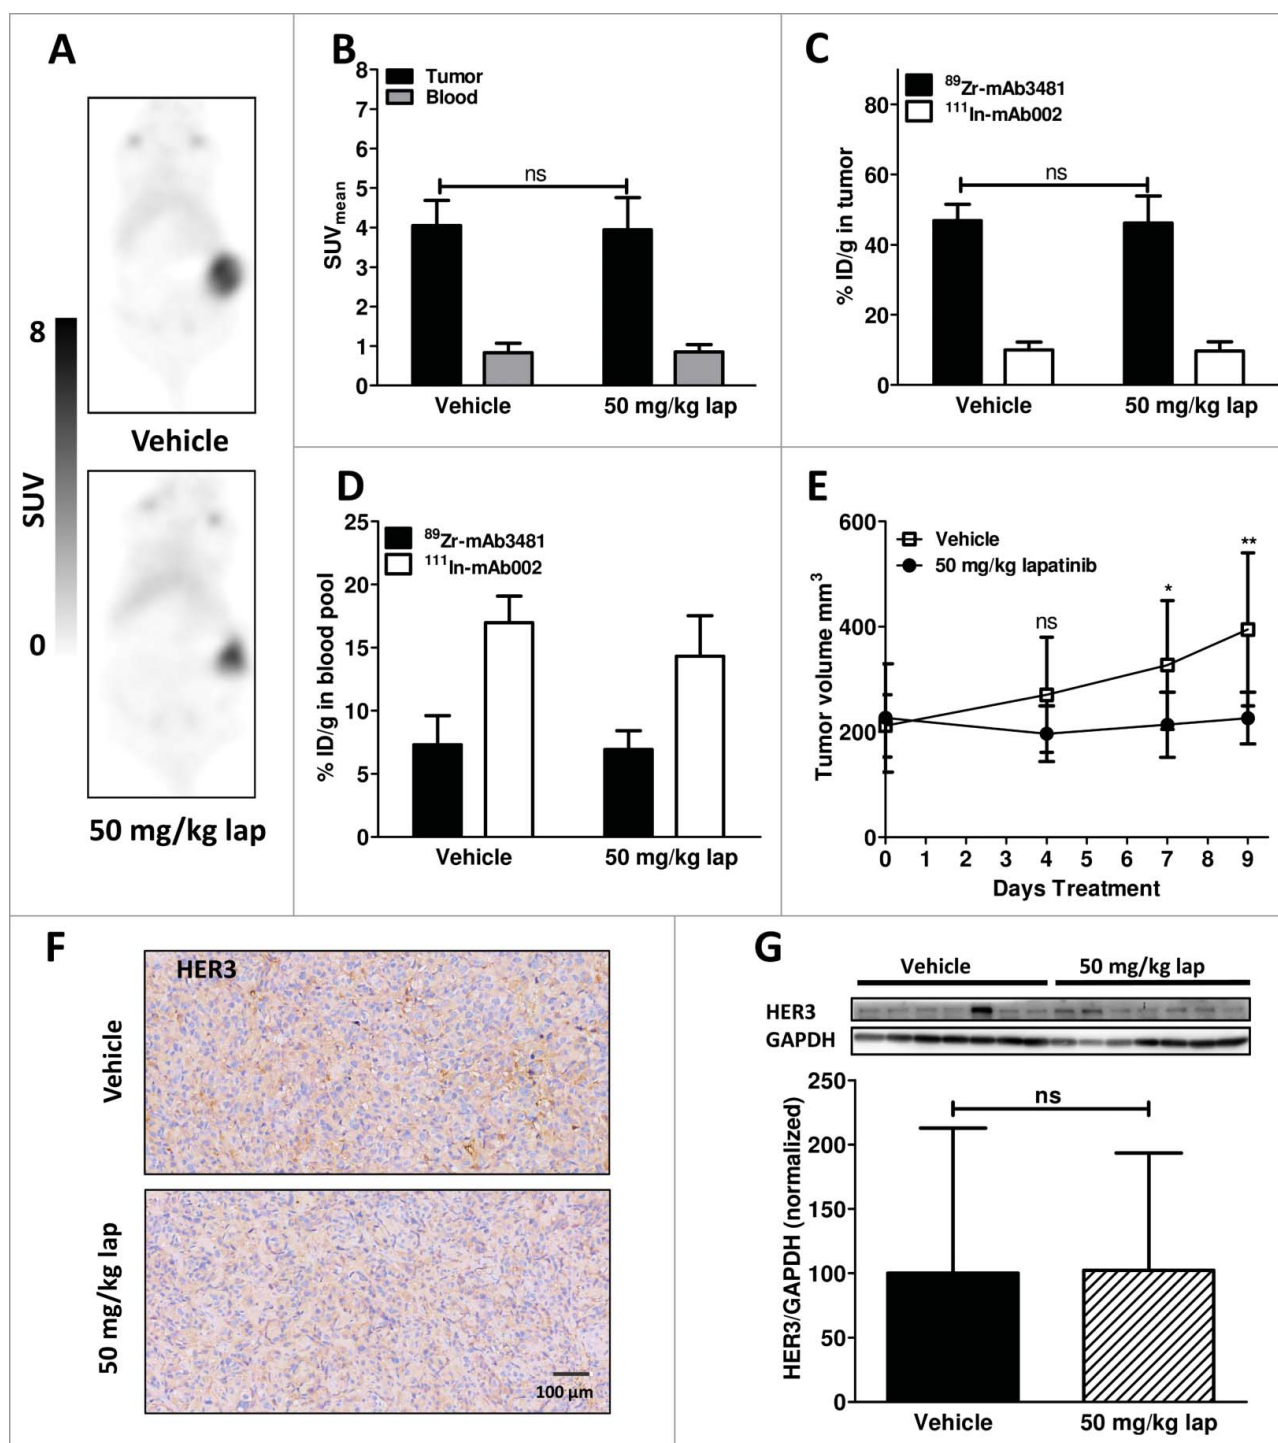 A
8
SUV
0
Vehicle
50 mg/kg lap
B
8
7
6
5
4
3
2
1
0
SUVmean
Tumor
Blood
ns
Vehicle
50 mg/kg lap
C
80
60
40
20
0
% ID/g in tumor
89Zr-mAb3481
111In-mAb002
ns
Vehicle
50 mg/kg lap
D
25
20
15
10
5
0
% ID/g in blood pool
89Zr-mAb3481
111In-mAb002
Vehicle
50 mg/kg lap
E
600
400
200
0
Tumor volume mm3
Vehicle
50 mg/kg lapatinib
ns
*
**
0 1 2 3 4 5 6 7 8 9
Days Treatment
F
HER3
Vehicle
50 mg/kg lap
100 µm
G
Vehicle
50 mg/kg lap
HER3
GAPDH
250
200
150
100
50
0
HER3/GAPDH (normalized)
ns
Vehicle
50 mg/kg lap